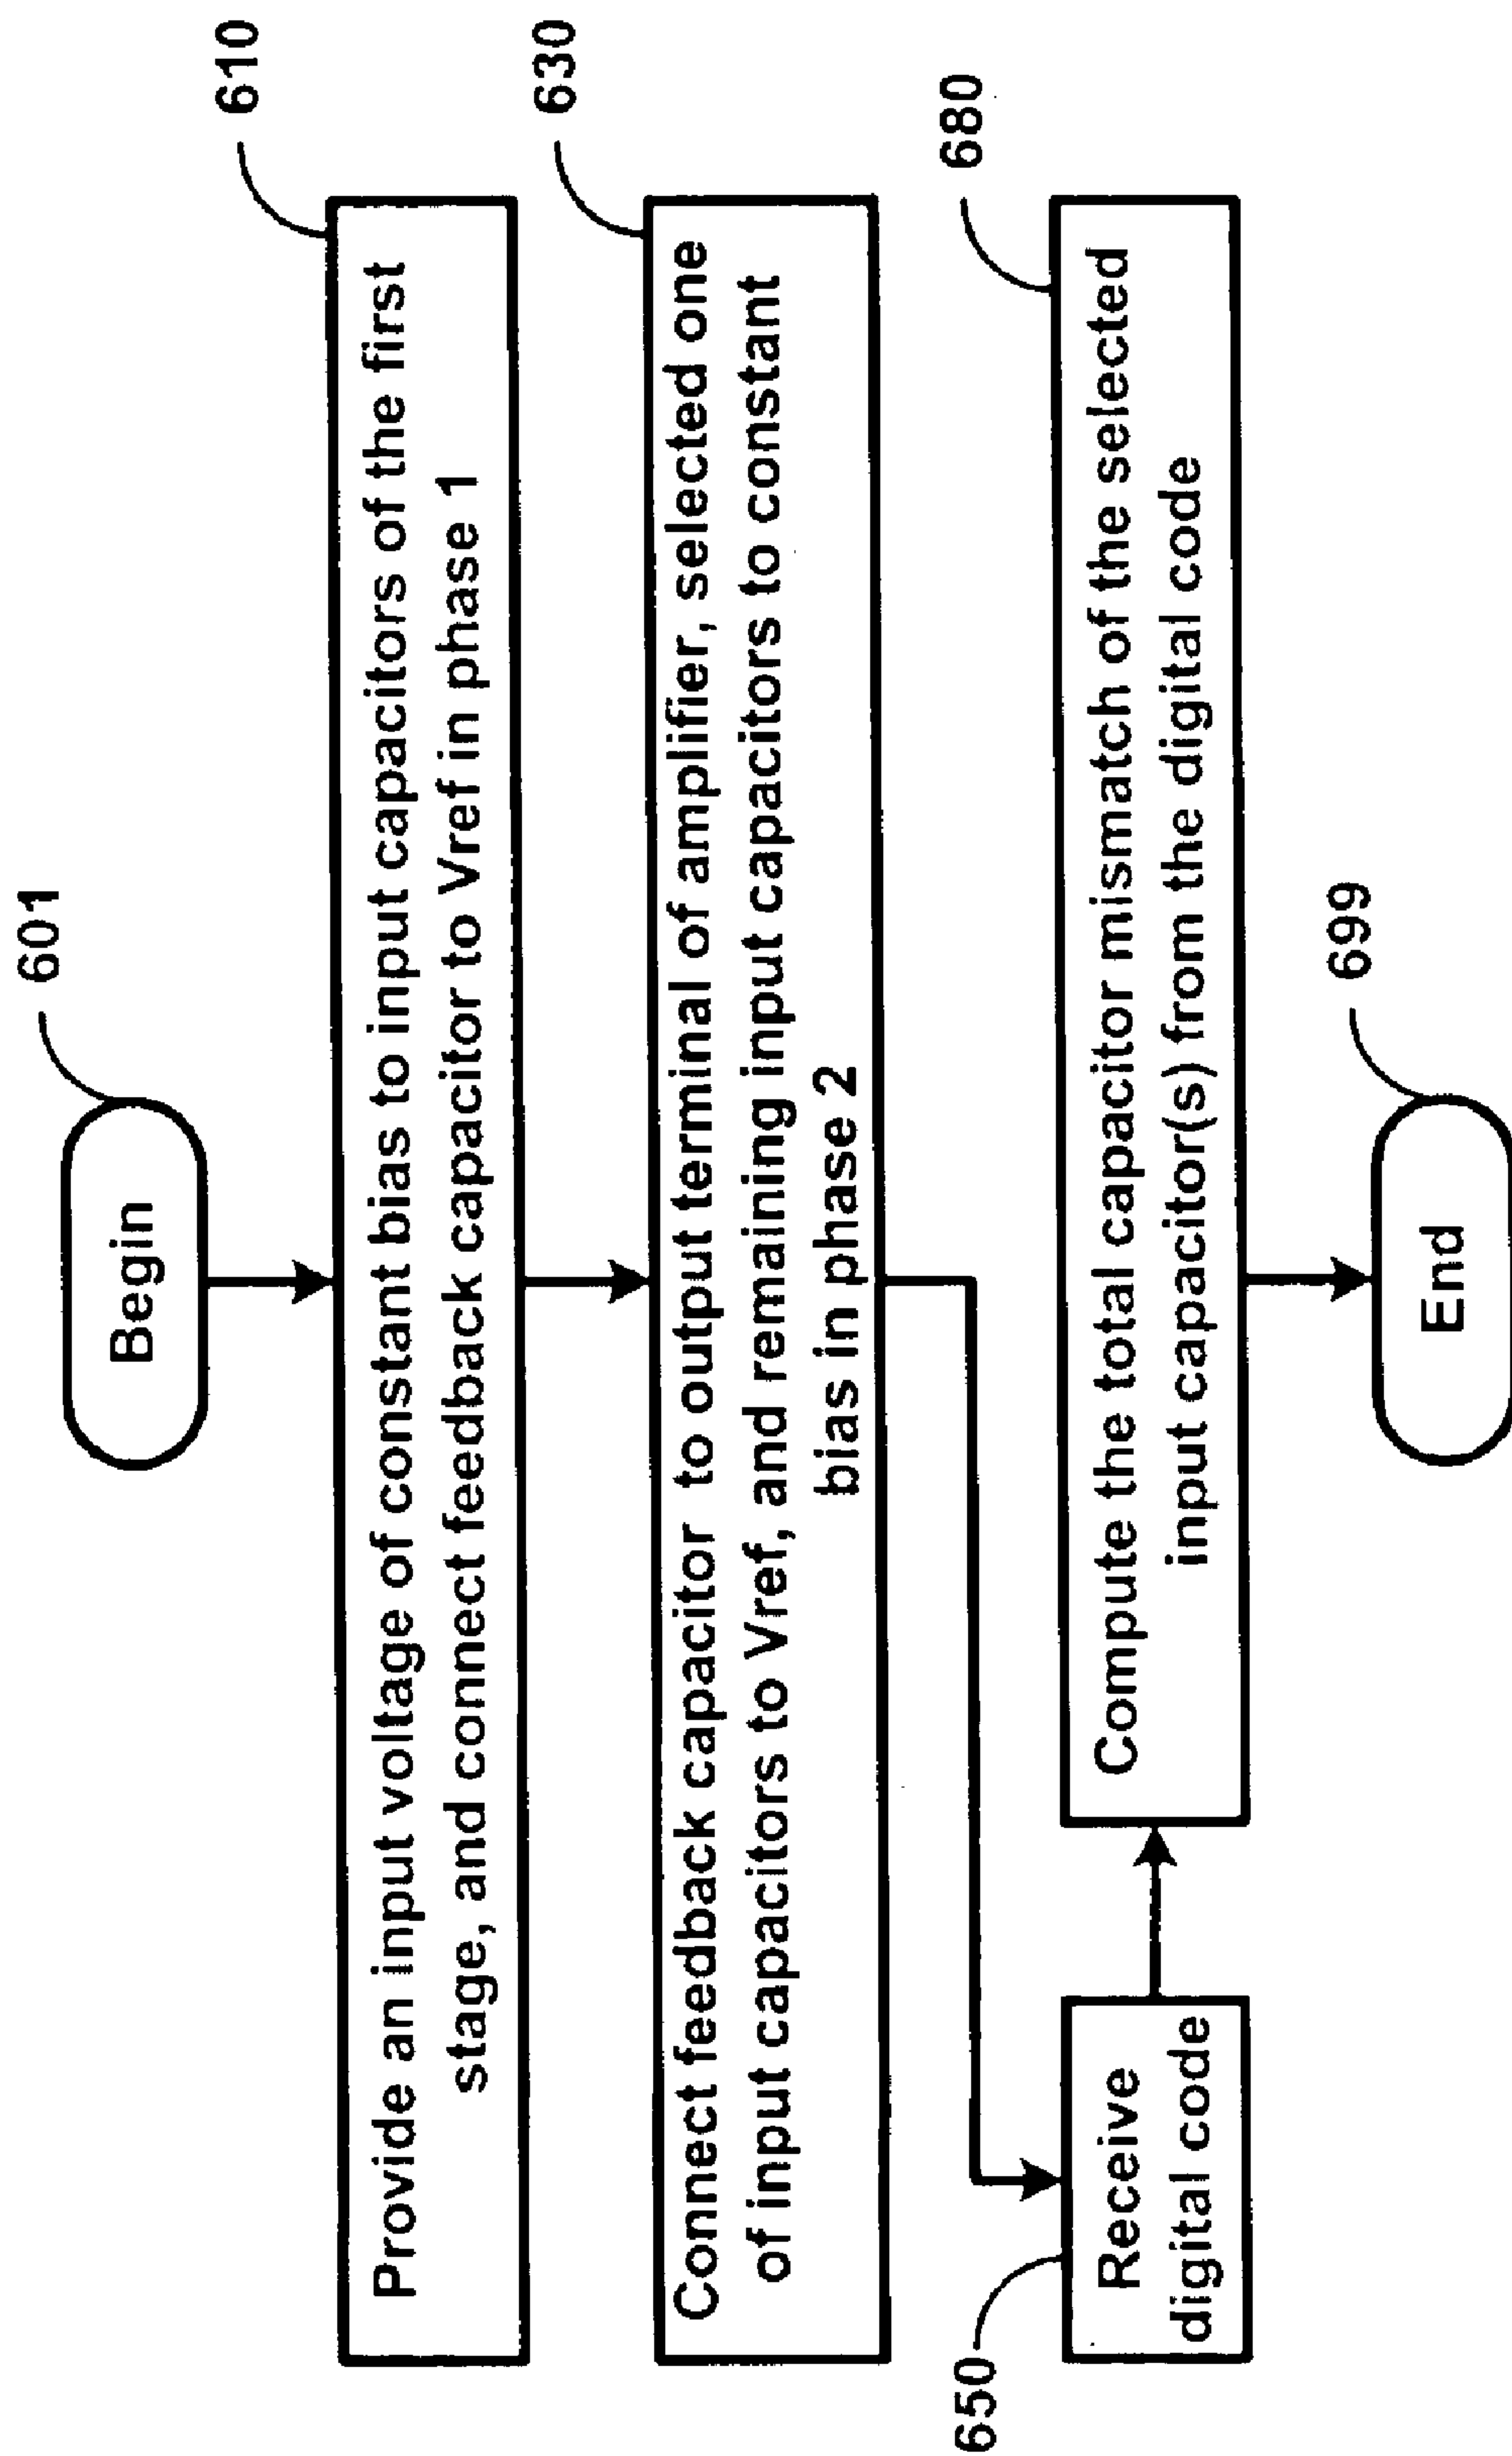 601
Begin
610
Provide an input voltage of constant bias to input capacitors of the first
stage, and connect feedback capacitor to Vref in phase 1
630
Connect feedback capacitor to output terminal of amplifier, selected one
of input capacitors to Vref, and remaining input capacitors to constant
bias in phase 2
650
Receive
digital code
680
Compute the total capacitor mismatch of the selected
input capacitor(s) from the digital code
699
End